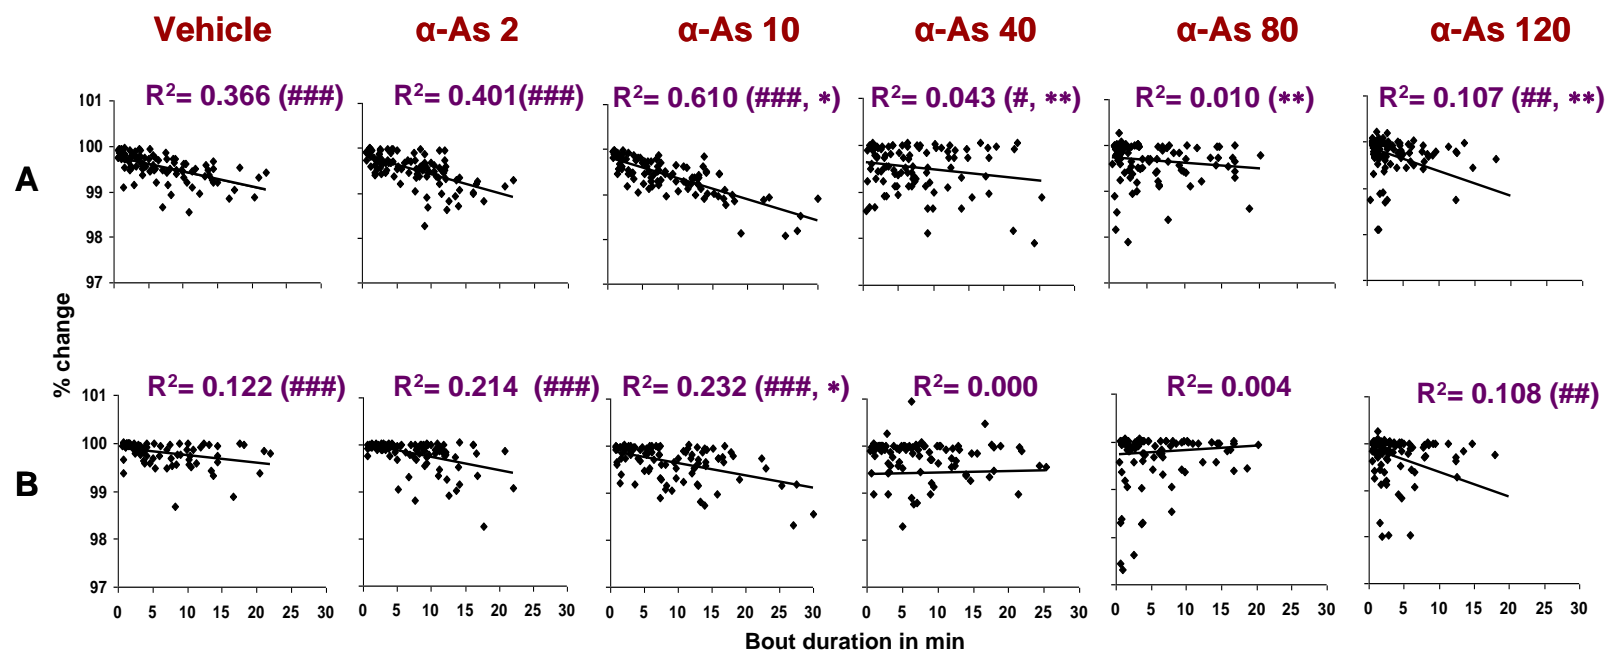 Vehicle α-As 2 α-As 10 α-As 40 α-As 80 α-As 120
R²= 0.366 (###) R²= 0.401(###) R²= 0.610 (###, *) R²= 0.043 (#, **) R²= 0.010 (**) R²= 0.107 (##, **)
101
100
A
99
98
97
% change
R²= 0.122 (###) R²= 0.214 (###) R²= 0.232 (###, *) R²= 0.000 R²= 0.004 R²= 0.108 (##)
101
100
B
99
98
97
0 5 10 15 20 25 30 0 5 10 15 20 25 30 0 5 10 15 20 25 30 0 5 10 15 20 25 30 0 5 10 15 20 25 30 0 5 10 15 20 25 30
Bout duration in min